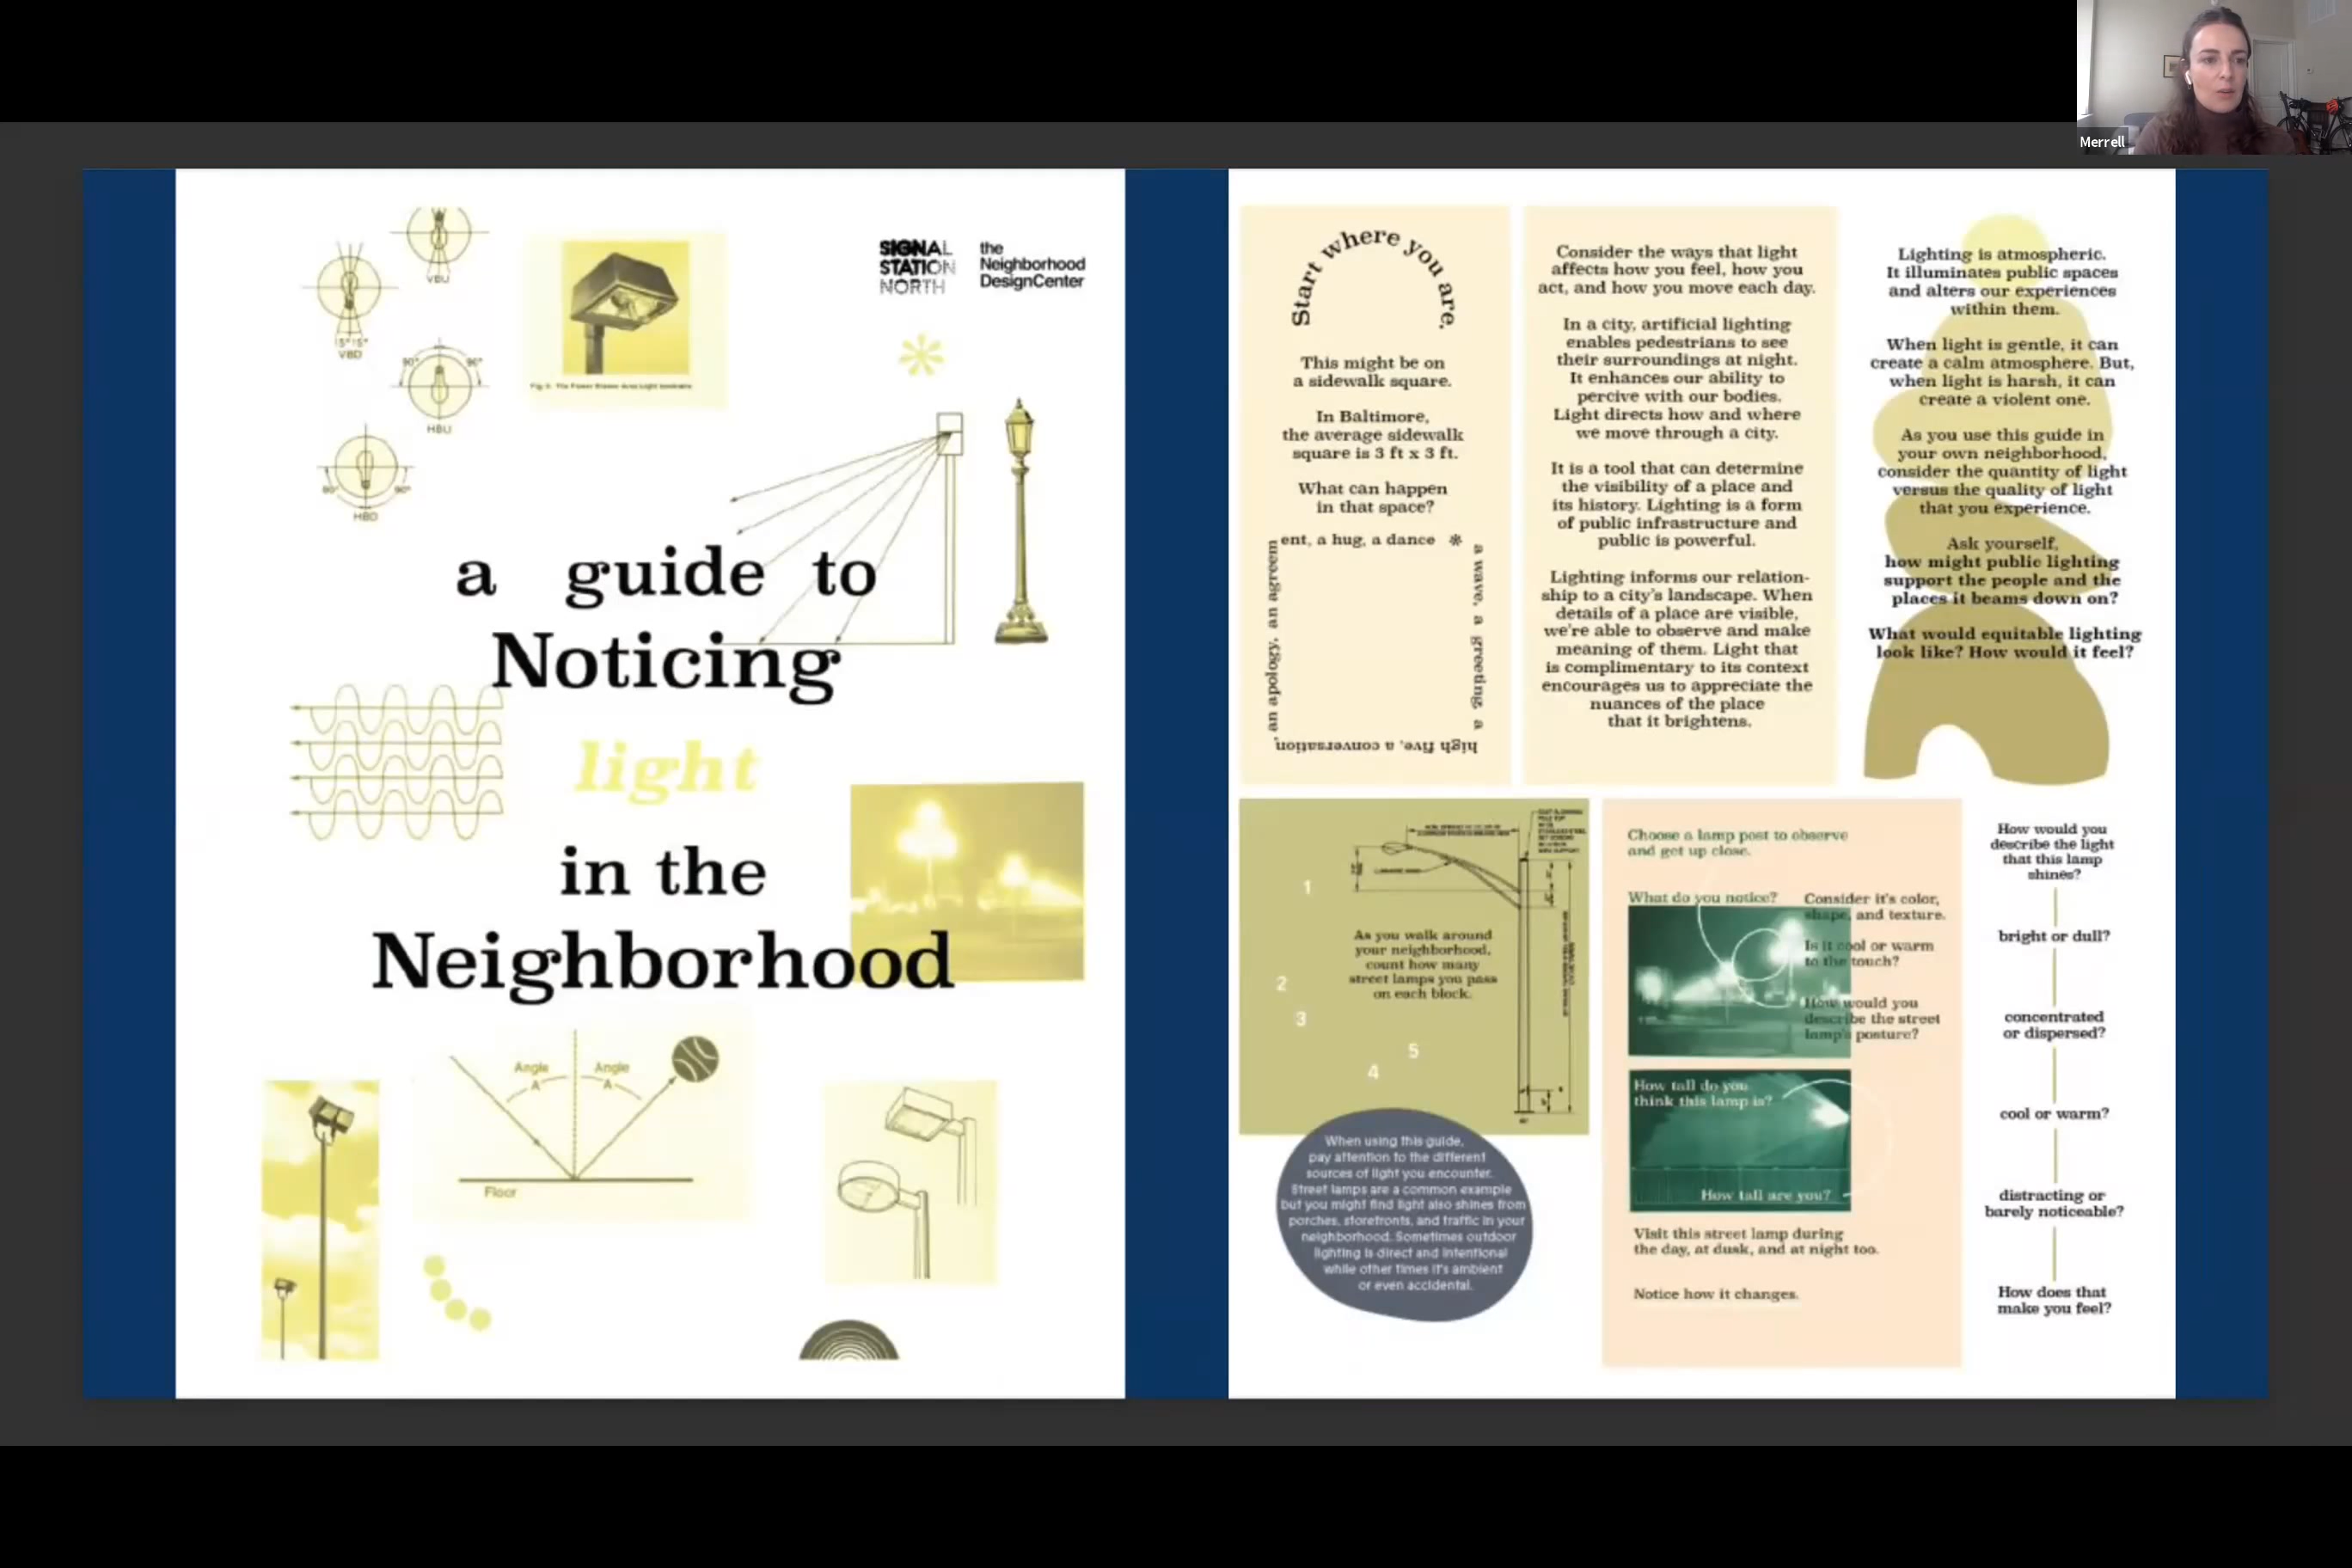 Merrell
VBU
15° 15°
VBD
90° 90°
HBU
90° 90°
HBD
SIGNAL
STATION
NORTH
the
Neighborhood
DesignCenter
a guide to
Noticing
light
in the
Neighborhood
Angle
A
Angle
A
Floor
Start where you are.
This might be on
a sidewalk square.
In Baltimore,
the average sidewalk
square is 3 ft x 3 ft.
What can happen
in that space?
a wave, a greeting, a
high five, a conversation,
an apology, an agreem
ent, a hug, a dance
Consider the ways that light
affects how you feel, how you
act, and how you move each day.
In a city, artificial lighting
enables pedestrians to see
their surroundings at night.
It enhances our ability to
percive with our bodies.
Light directs how and where
we move through a city.
It is a tool that can determine
the visibility of a place and
its history. Lighting is a form
of public infrastructure and
public is powerful.
Lighting informs our relation-
ship to a city's landscape. When
details of a place are visible,
we're able to observe and make
meaning of them. Light that
is complimentary to its context
encourages us to appreciate the
nuances of the place
that it brightens.
Lighting is atmospheric.
It illuminates public spaces
and alters our experiences
within them.
When light is gentle, it can
create a calm atmosphere. But,
when light is harsh, it can
create a violent one.
As you use this guide in
your own neighborhood,
consider the quantity of light
versus the quality of light
that you experience.
Ask yourself,
how might public lighting
support the people and the
places it beams down on?
What would equitable lighting
look like? How would it feel?
1
2
3
4
5
As you walk around
your neighborhood,
count how many
street lamps you pass
on each block.
When using this guide,
pay attention to the different
sources of light you encounter.
Street lamps are a common example
but you might find light also shines from
porches, storefronts, and traffic in your
neighborhood. Sometimes outdoor
lighting is direct and intentional
while other times it's ambient
or even accidental.
Choose a lamp post to observe
and get up close.
What do you notice?
Consider it's color,
shape, and texture.
Is it cool or warm
to the touch?
How would you
describe the street
lamp's posture?
How tall do you
think this lamp is?
How tall are you?
Visit this street lamp during
the day, at dusk, and at night too.
Notice how it changes.
How would you
describe the light
that this lamp
shines?
bright or dull?
concentrated
or dispersed?
cool or warm?
distracting or
barely noticeable?
How does that
make you feel?